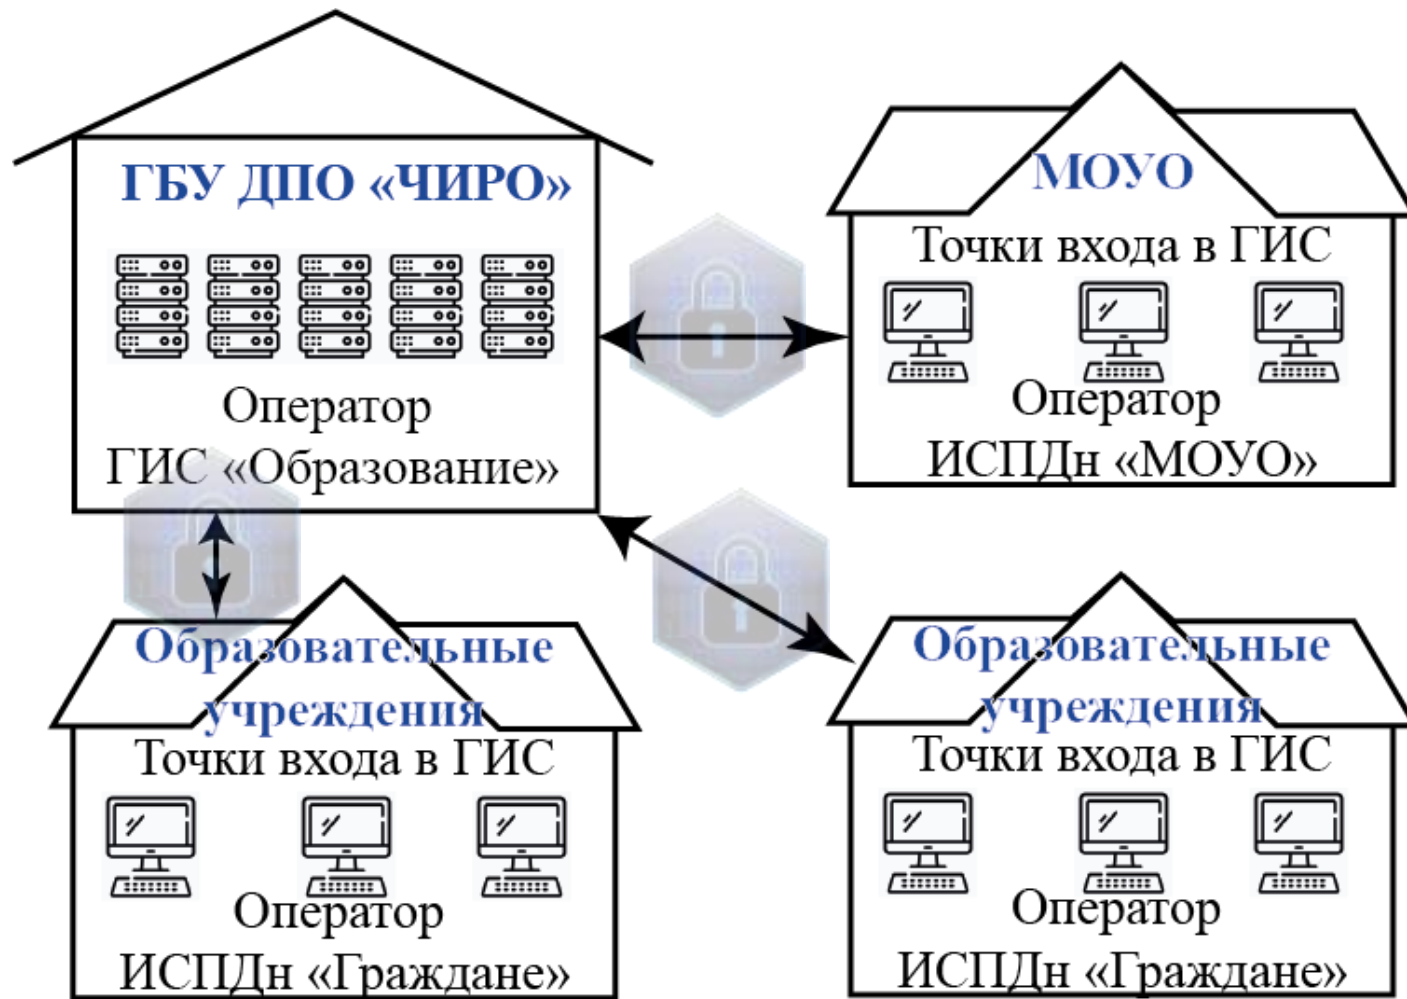 ГБУ ДПО «ЧИРО»
Оператор
ГИС «Образование»
МОУО
Точки входа в ГИС
Оператор
ИСПДн «МОУО»
Образовательные
учреждения
Точки входа в ГИС
Оператор
ИСПДн «Граждане»
Образовательные
учреждения
Точки входа в ГИС
Оператор
ИСПДн «Граждане»